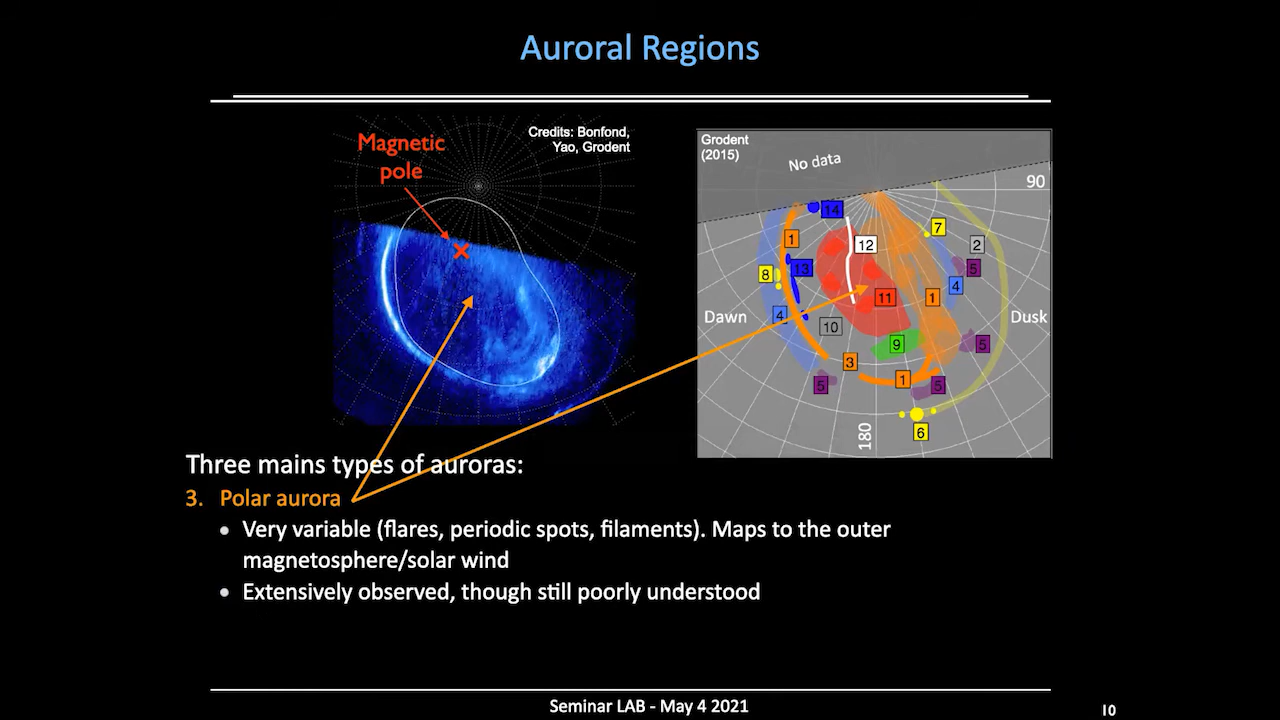 Auroral Regions
Magnetic
pole
Credits: Bonfond,
Yao, Grodent
Grodent
(2015)
No data
90
14
7
1
12
2
5
13
8
4
11
1
4
Dawn
10
Dusk
9
5
3
1
5
5
180
6
Three mains types of auroras:
3. Polar aurora
• Very variable (flares, periodic spots, filaments). Maps to the outer
magnetosphere/solar wind
• Extensively observed, though still poorly understood
Seminar LAB - May 4 2021
10